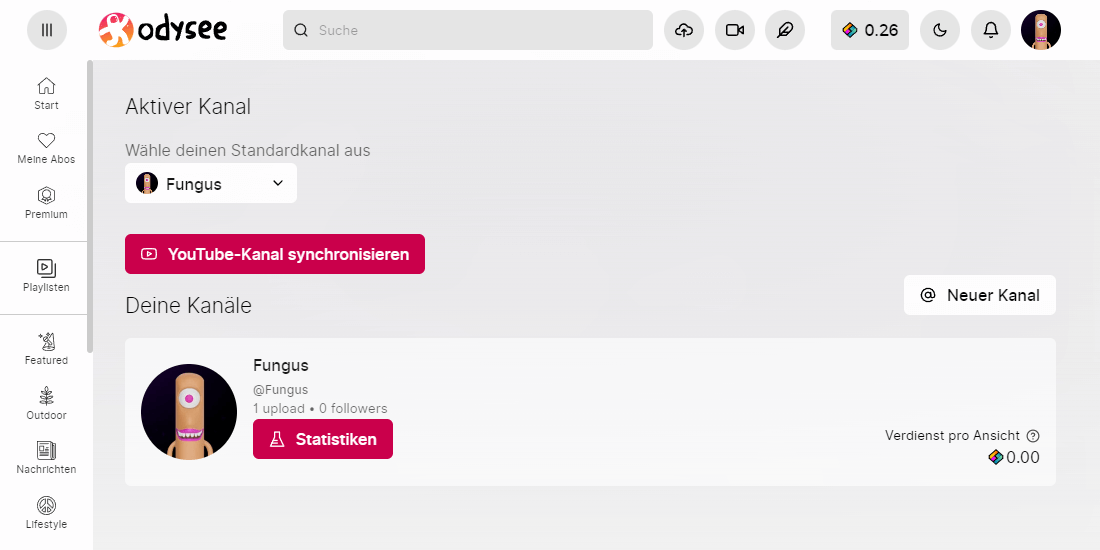 odysee
Suche
0.26
Start
Meine Abos
Premium
Playlisten
Featured
Outdoor
Nachrichten
Lifestyle
Aktiver Kanal
Wähle deinen Standardkanal aus
Fungus
YouTube-Kanal synchronisieren
Deine Kanäle
Neuer Kanal
Fungus
@Fungus
1 upload • 0 followers
Statistiken
Verdienst pro Ansicht
0.00